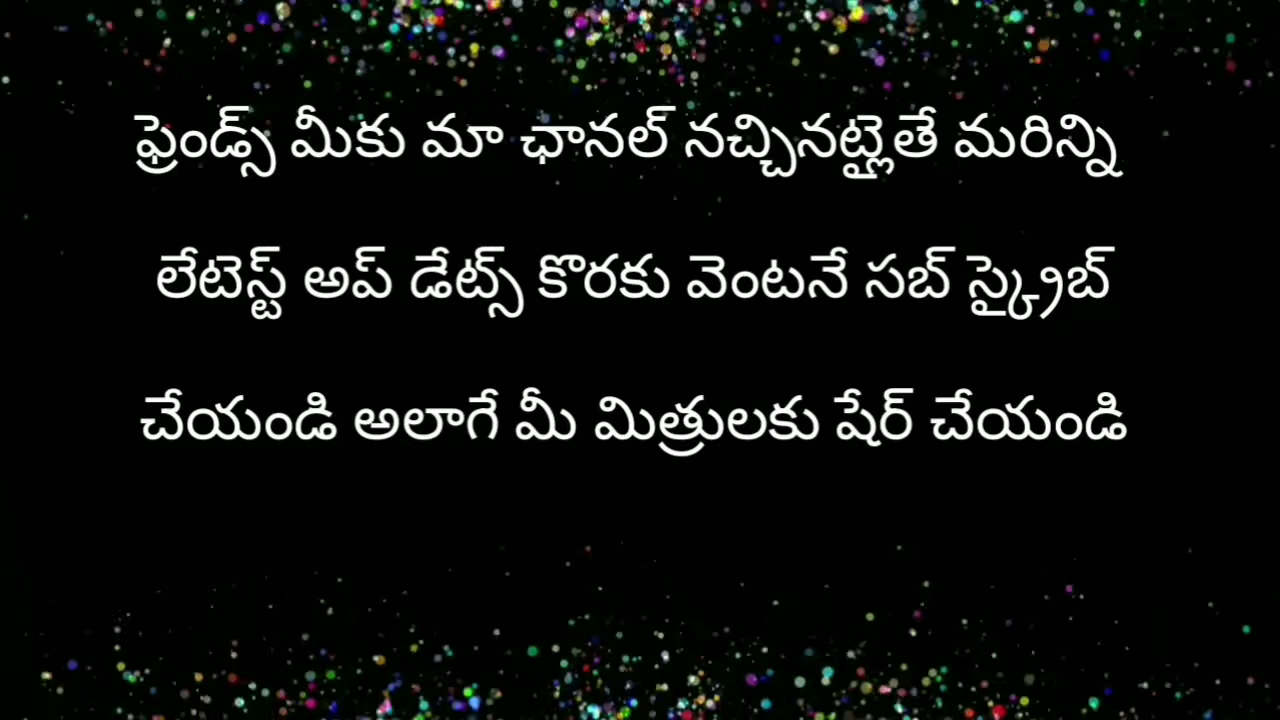 ఫ్రెండ్స్ మీకు మా ఛానల్ నచ్చినట్లైతే మరిన్ని
లేటెస్ట్ అప్ డేట్స్ కొరకు వెంటనే సబ్ స్క్రైబ్
చేయండి అలాగే మీ మిత్రులకు షేర్ చేయండి